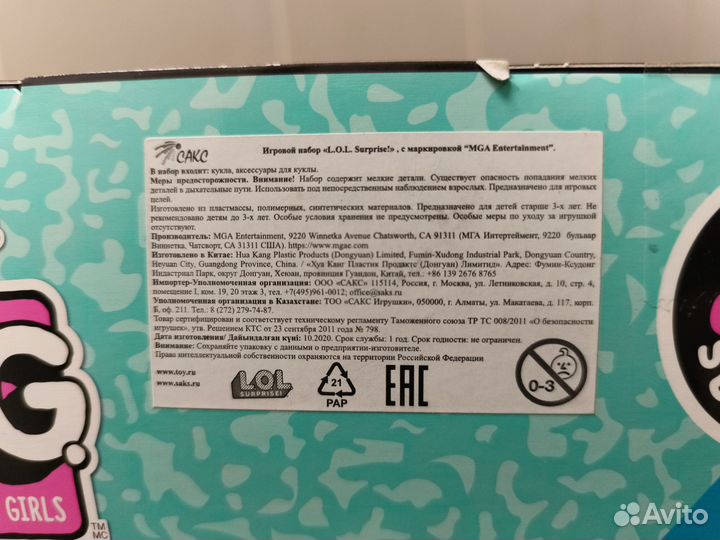 САКС
Игровой набор «L.O.L. Surprise!» , с маркировкой “MGA Entertainment”.
В набор входит: кукла, аксессуары для куклы.
Меры предосторожности. Внимание! Набор содержит мелкие детали. Существует опасность попадания мелких
деталей в дыхательные пути. Использовать под непосредственным наблюдением взрослых. Предназначено для игровых
целей.
Изготовлено из пластмассы, полимерных, синтетических материалов. Предназначено для детей старше 3-х лет. Не
рекомендовано детям до 3-х лет. Особые условия хранения не предусмотрены. Особые меры по уходу за игрушкой
отсутствуют.
Производитель: MGA Entertainment, 9220 Winnetka Avenue Chatsworth, CA 91311 (МГА Интертеймент, 9220 бульвар
Виннетка, Чатсворт, СА 31311 США). https://www.mgae.com
Изготовлено в Китае: Hua Kang Plastic Products (Dongyuan) Limited, Fumin-Xudong Industrial Park, Dongyuan Country,
Heyuan City, Guangdong Province, China. / «Хуа Канг Пластик Продактс (Донгуан) Лимитид». Адрес: Фумин-Ксудонг
Индастриал Парк, округ Донгуан, Хеюан, провинция Гуандон, Китай, тел.: +86 139 2676 8765
Импортер-Уполномоченная организация: ООО «САКС» 115114, Россия, г. Москва, ул. Летниковская, д. 10, стр. 4,
помещение I, ком. 19, 20 этаж 3, тел. +7(495)961-0012; office@saks.ru
Уполномоченная организация в Казахстане: ТОО «САКС Игрушки», 050000, г. Алматы, ул. Макатаева, д. 117, корп.
Б, оф. 211. Тел.: 8 (272) 279-74-87.
Товар сертифицирован и соответствует техническому регламенту Таможенного союза ТР ТС 008/2011 «О безопасности
игрушек», утв. Решением КТС от 23 сентября 2011 года № 798.
Дата изготовления/ Дайындалған күні: 10.2020. Срок службы: 1 год. Срок годности: не ограничен.
Внимание: Сохраняйте упаковку с данными о предприятии-изготовителе.
Право интеллектуальной собственности охраняются на территории Российской Федерации
www.toy.ru
www.saks.ru
LOL
SURPRISE!
21
PAP
EAC
0-3
G.
GIRLS
TM
MC
Avito